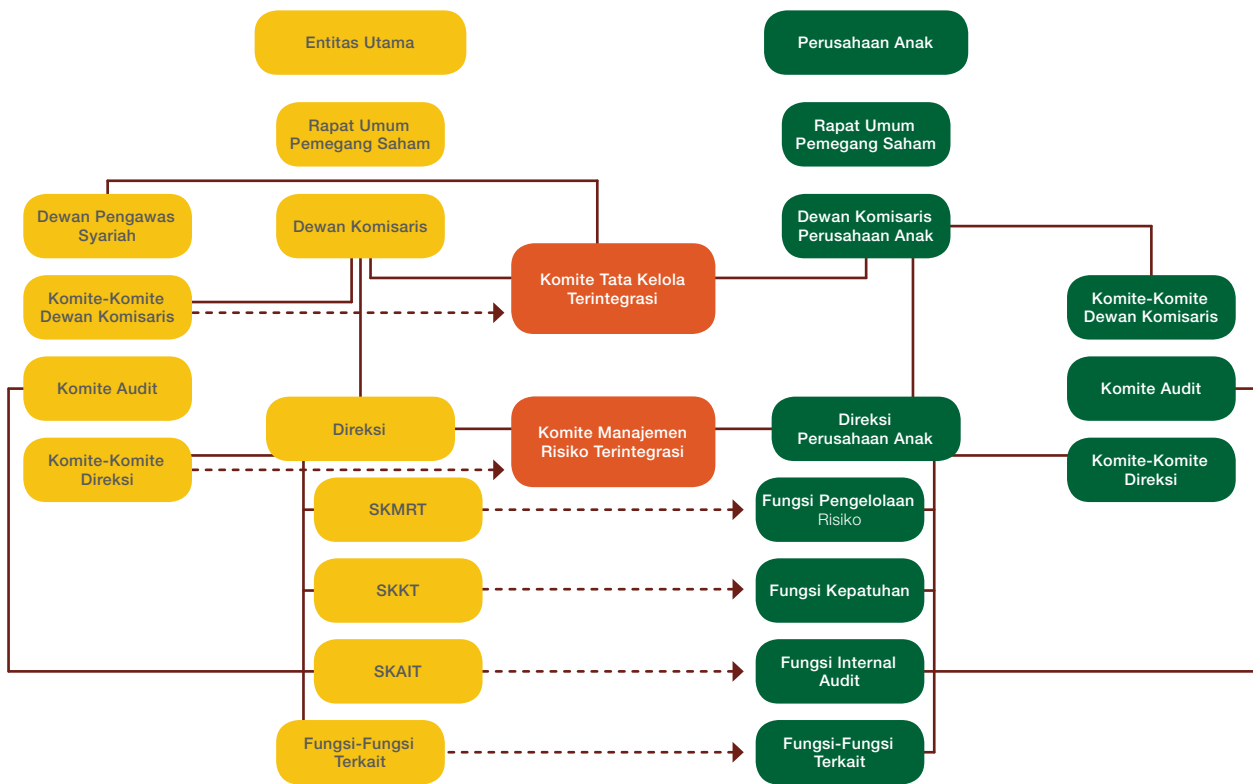 Entitas Utama
Perusahaan Anak
Rapat Umum
Pemegang Saham
Rapat Umum
Pemegang Saham
Dewan Pengawas
Syariah
Dewan Komisaris
Dewan Komisaris
Perusahaan Anak
Komite Tata Kelola
Terintegrasi
Komite-Komite
Dewan Komisaris
Komite-Komite
Dewan Komisaris
Komite Audit
Komite Audit
Direksi
Komite Manajemen
Risiko Terintegrasi
Direksi
Perusahaan Anak
Komite-Komite
Direksi
Komite-Komite
Direksi
SKMRT
Fungsi Pengelolaan
Risiko
SKKT
Fungsi Kepatuhan
SKAIT
Fungsi Internal
Audit
Fungsi-Fungsi
Terkait
Fungsi-Fungsi
Terkait